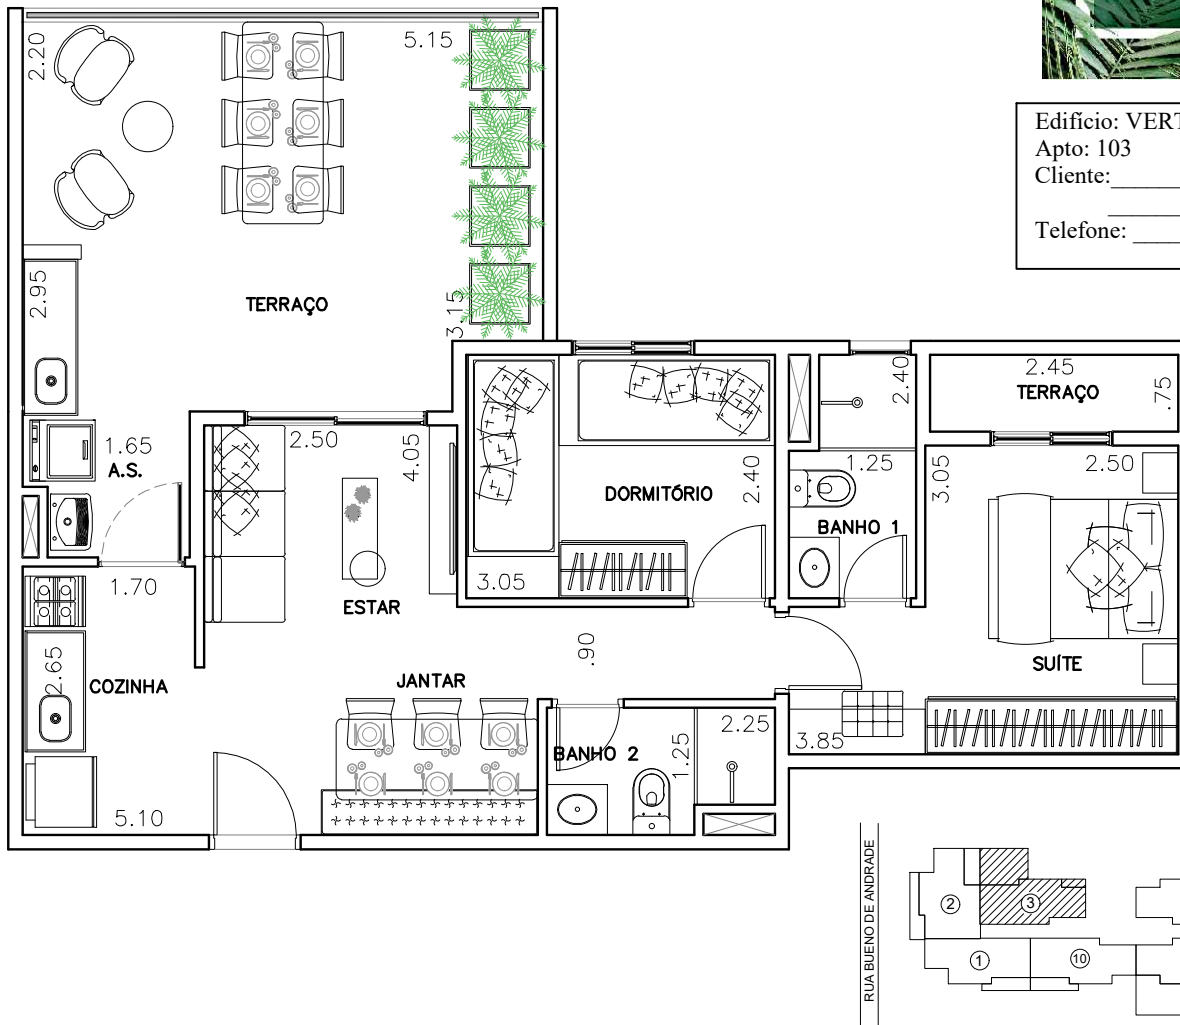 2.20
5.15
Edifício: VERT
Apto: 103
Cliente:
Telefone:
2.95
TERRAÇO
3.15
2.45
TERRAÇO
.75
2.40
2.50
4.05
1.65
A.S.
DORMITÓRIO
2.40
1.25
BANHO 1
3.05
2.50
1.70
3.05
ESTAR
.90
SUÍTE
2.65
COZINHA
JANTAR
BANHO 2
1.25
2.25
3.85
5.10
RUA BUENO DE ANDRADE
2
3
1
10